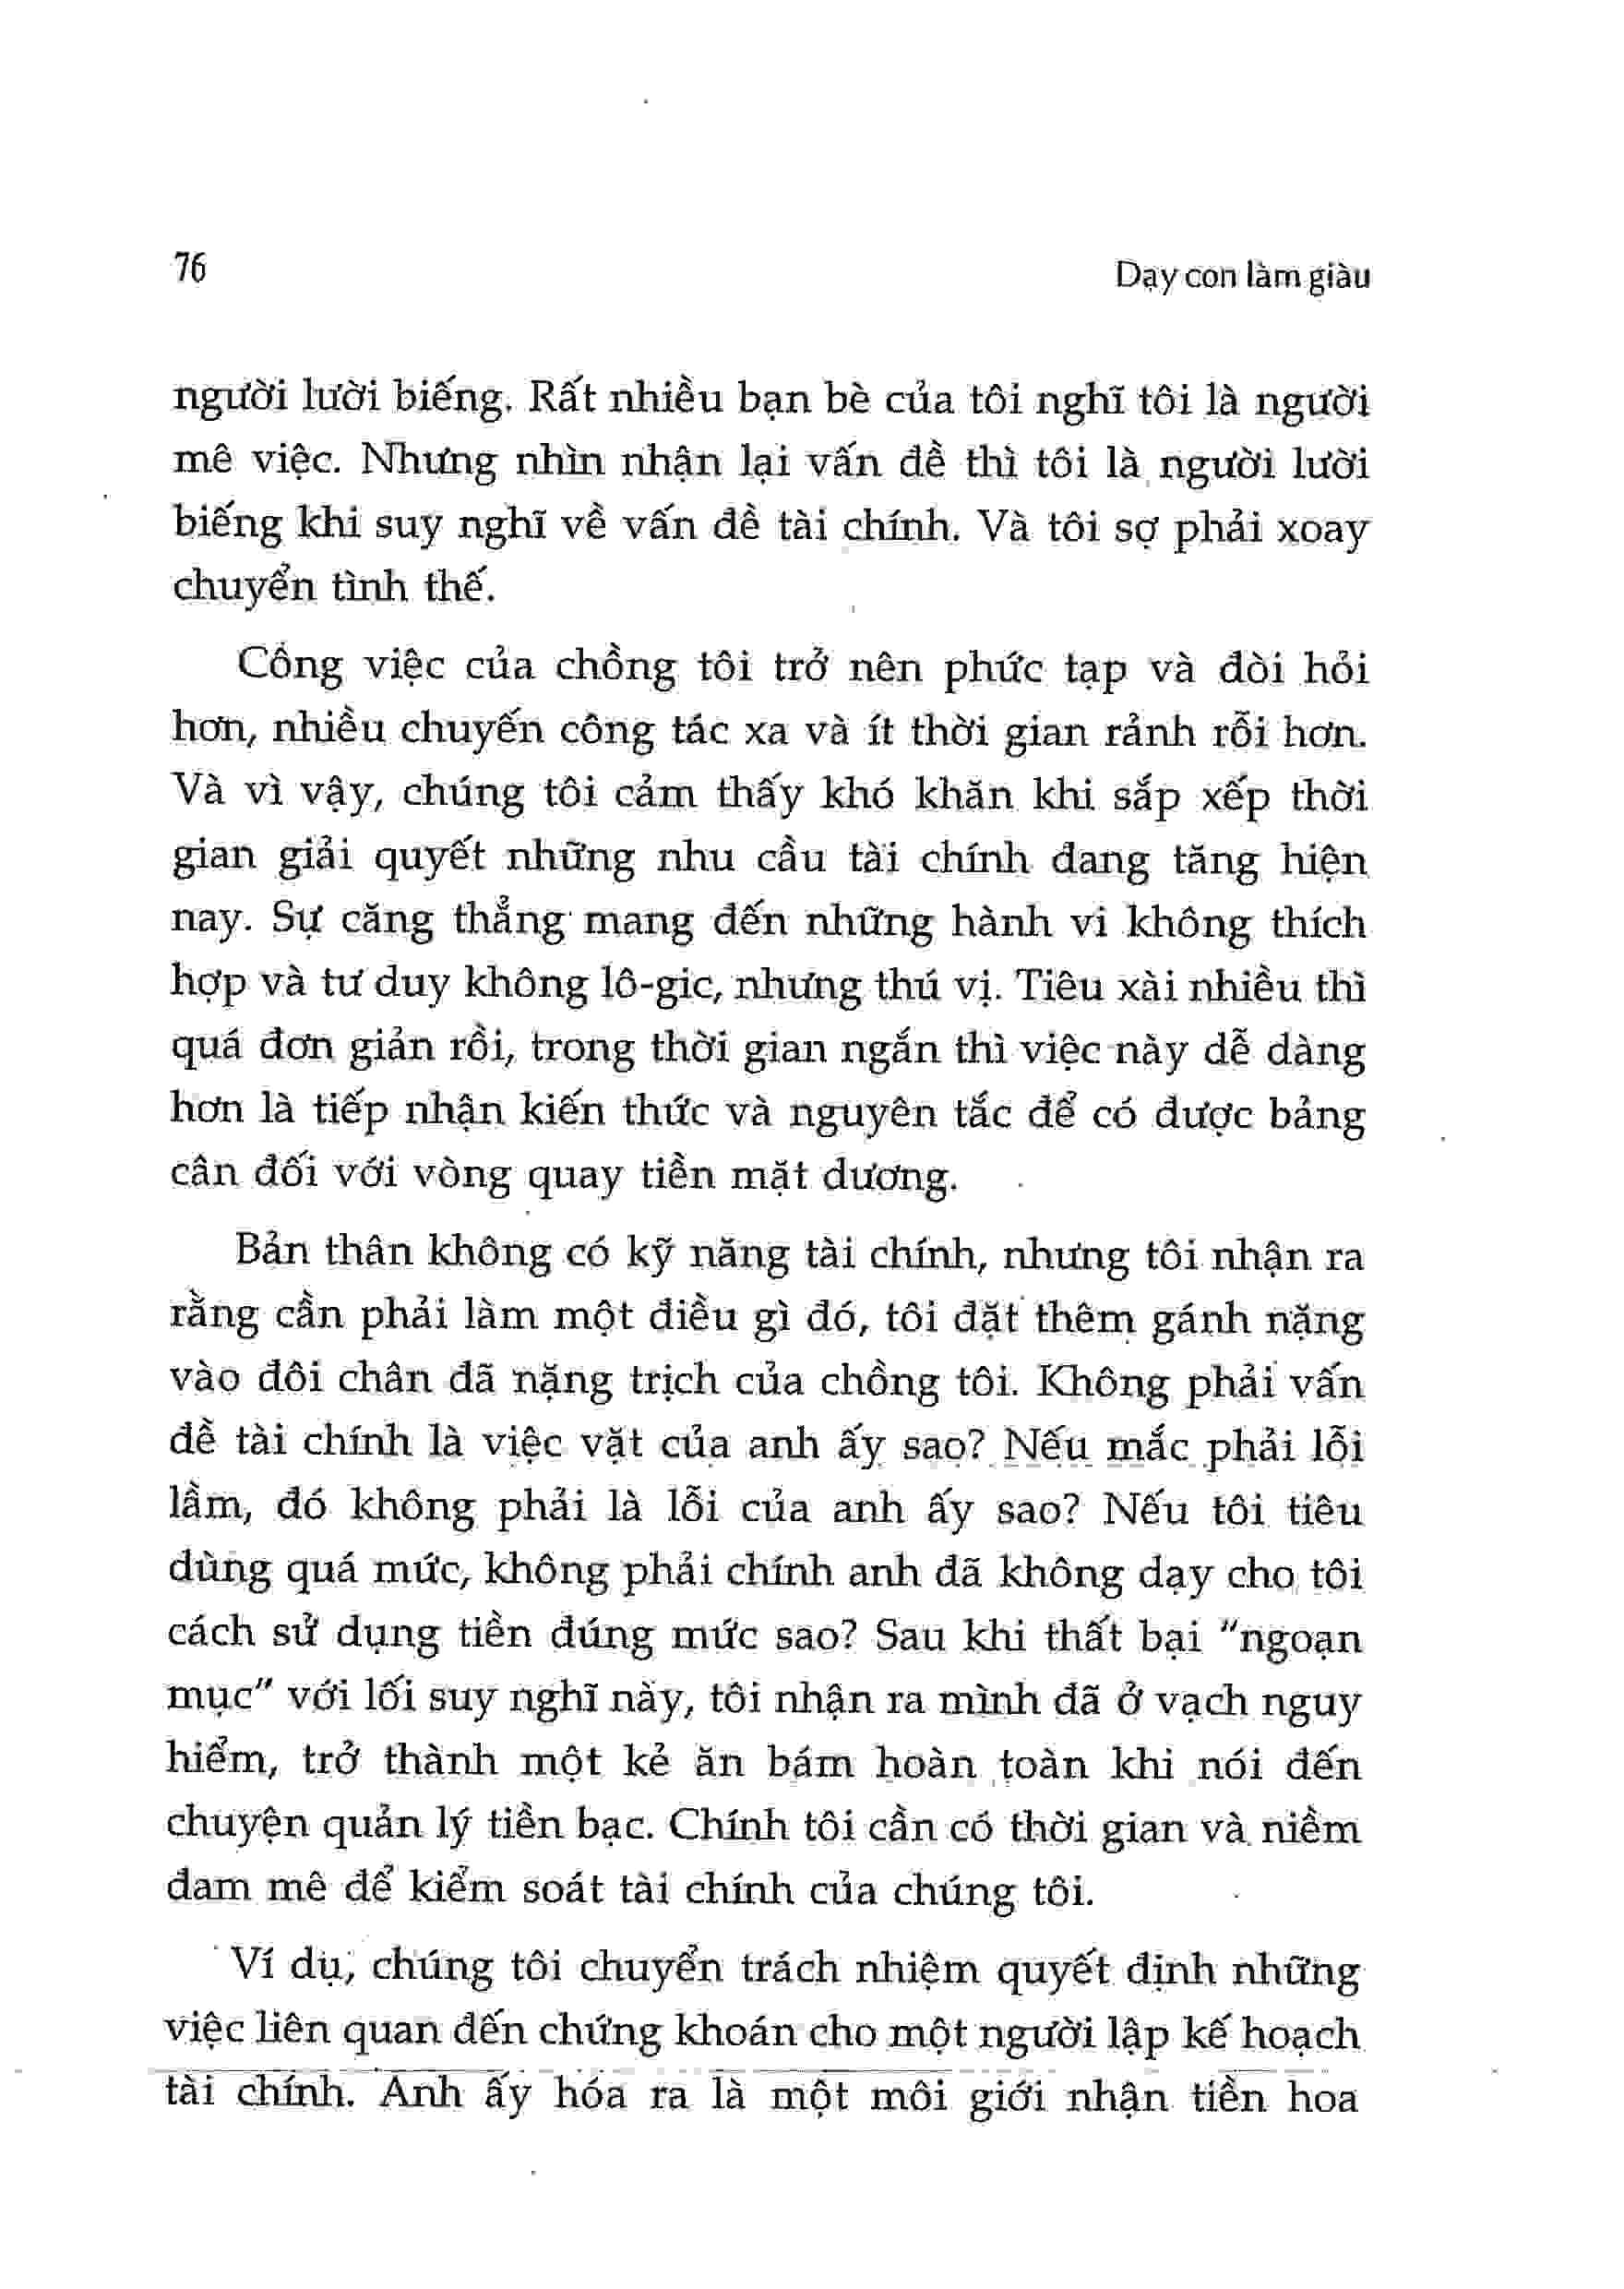 76
Dạy con làm giàu
người lười biếng. Rất nhiều bạn bè của tôi nghĩ tôi là người
mê việc. Nhưng nhìn nhận lại vấn đề thì tôi là người lười
biếng khi suy nghĩ về vấn đề tài chính. Và tôi sợ phải xoay
chuyển tình thế.
Công việc của chồng tôi trở nên phức tạp và đòi hỏi
hơn, nhiều chuyến công tác xa và ít thời gian rảnh rỗi hơn.
Và vì vậy, chúng tôi cảm thấy khó khăn khi sắp xếp thời
gian giải quyết những nhu cầu tài chính đang tăng hiện
nay. Sự căng thẳng mang đến những hành vi không thích
hợp và tư duy không lô-gic, nhưng thú vị. Tiêu xài nhiều thì
quá đơn giản rồi, trong thời gian ngắn thì việc này dễ dàng
hơn là tiếp nhận kiến thức và nguyên tắc để có được bảng
cân đối với vòng quay tiền mặt dương.
Bản thân không có kỹ năng tài chính, nhưng tôi nhận ra
rằng cần phải làm một điều gì đó, tôi đặt thêm gánh nặng
vào đôi chân đã nặng trịch của chồng tôi. Không phải vấn
đề tài chính là việc vặt của anh ấy sao? Nếu mắc phải lỗi
lầm, đó không phải là lỗi của anh ấy sao? Nếu tôi tiêu
dùng quá mức, không phải chính anh đã không dạy cho tôi
cách sử dụng tiền đúng mức sao? Sau khi thất bại "ngoạn
mục" với lối suy nghĩ này, tôi nhận ra mình đã ở vạch nguy
hiểm, trở thành một kẻ ăn bám hoàn toàn khi nói đến
chuyện quản lý tiền bạc. Chính tôi cần có thời gian và niềm
đam mê để kiểm soát tài chính của chúng tôi.
Ví dụ, chúng tôi chuyển trách nhiệm quyết định những
việc liên quan đến chứng khoán cho một người lập kế hoạch
tài chính. Anh ấy hóa ra là một môi giới nhận tiền hoa